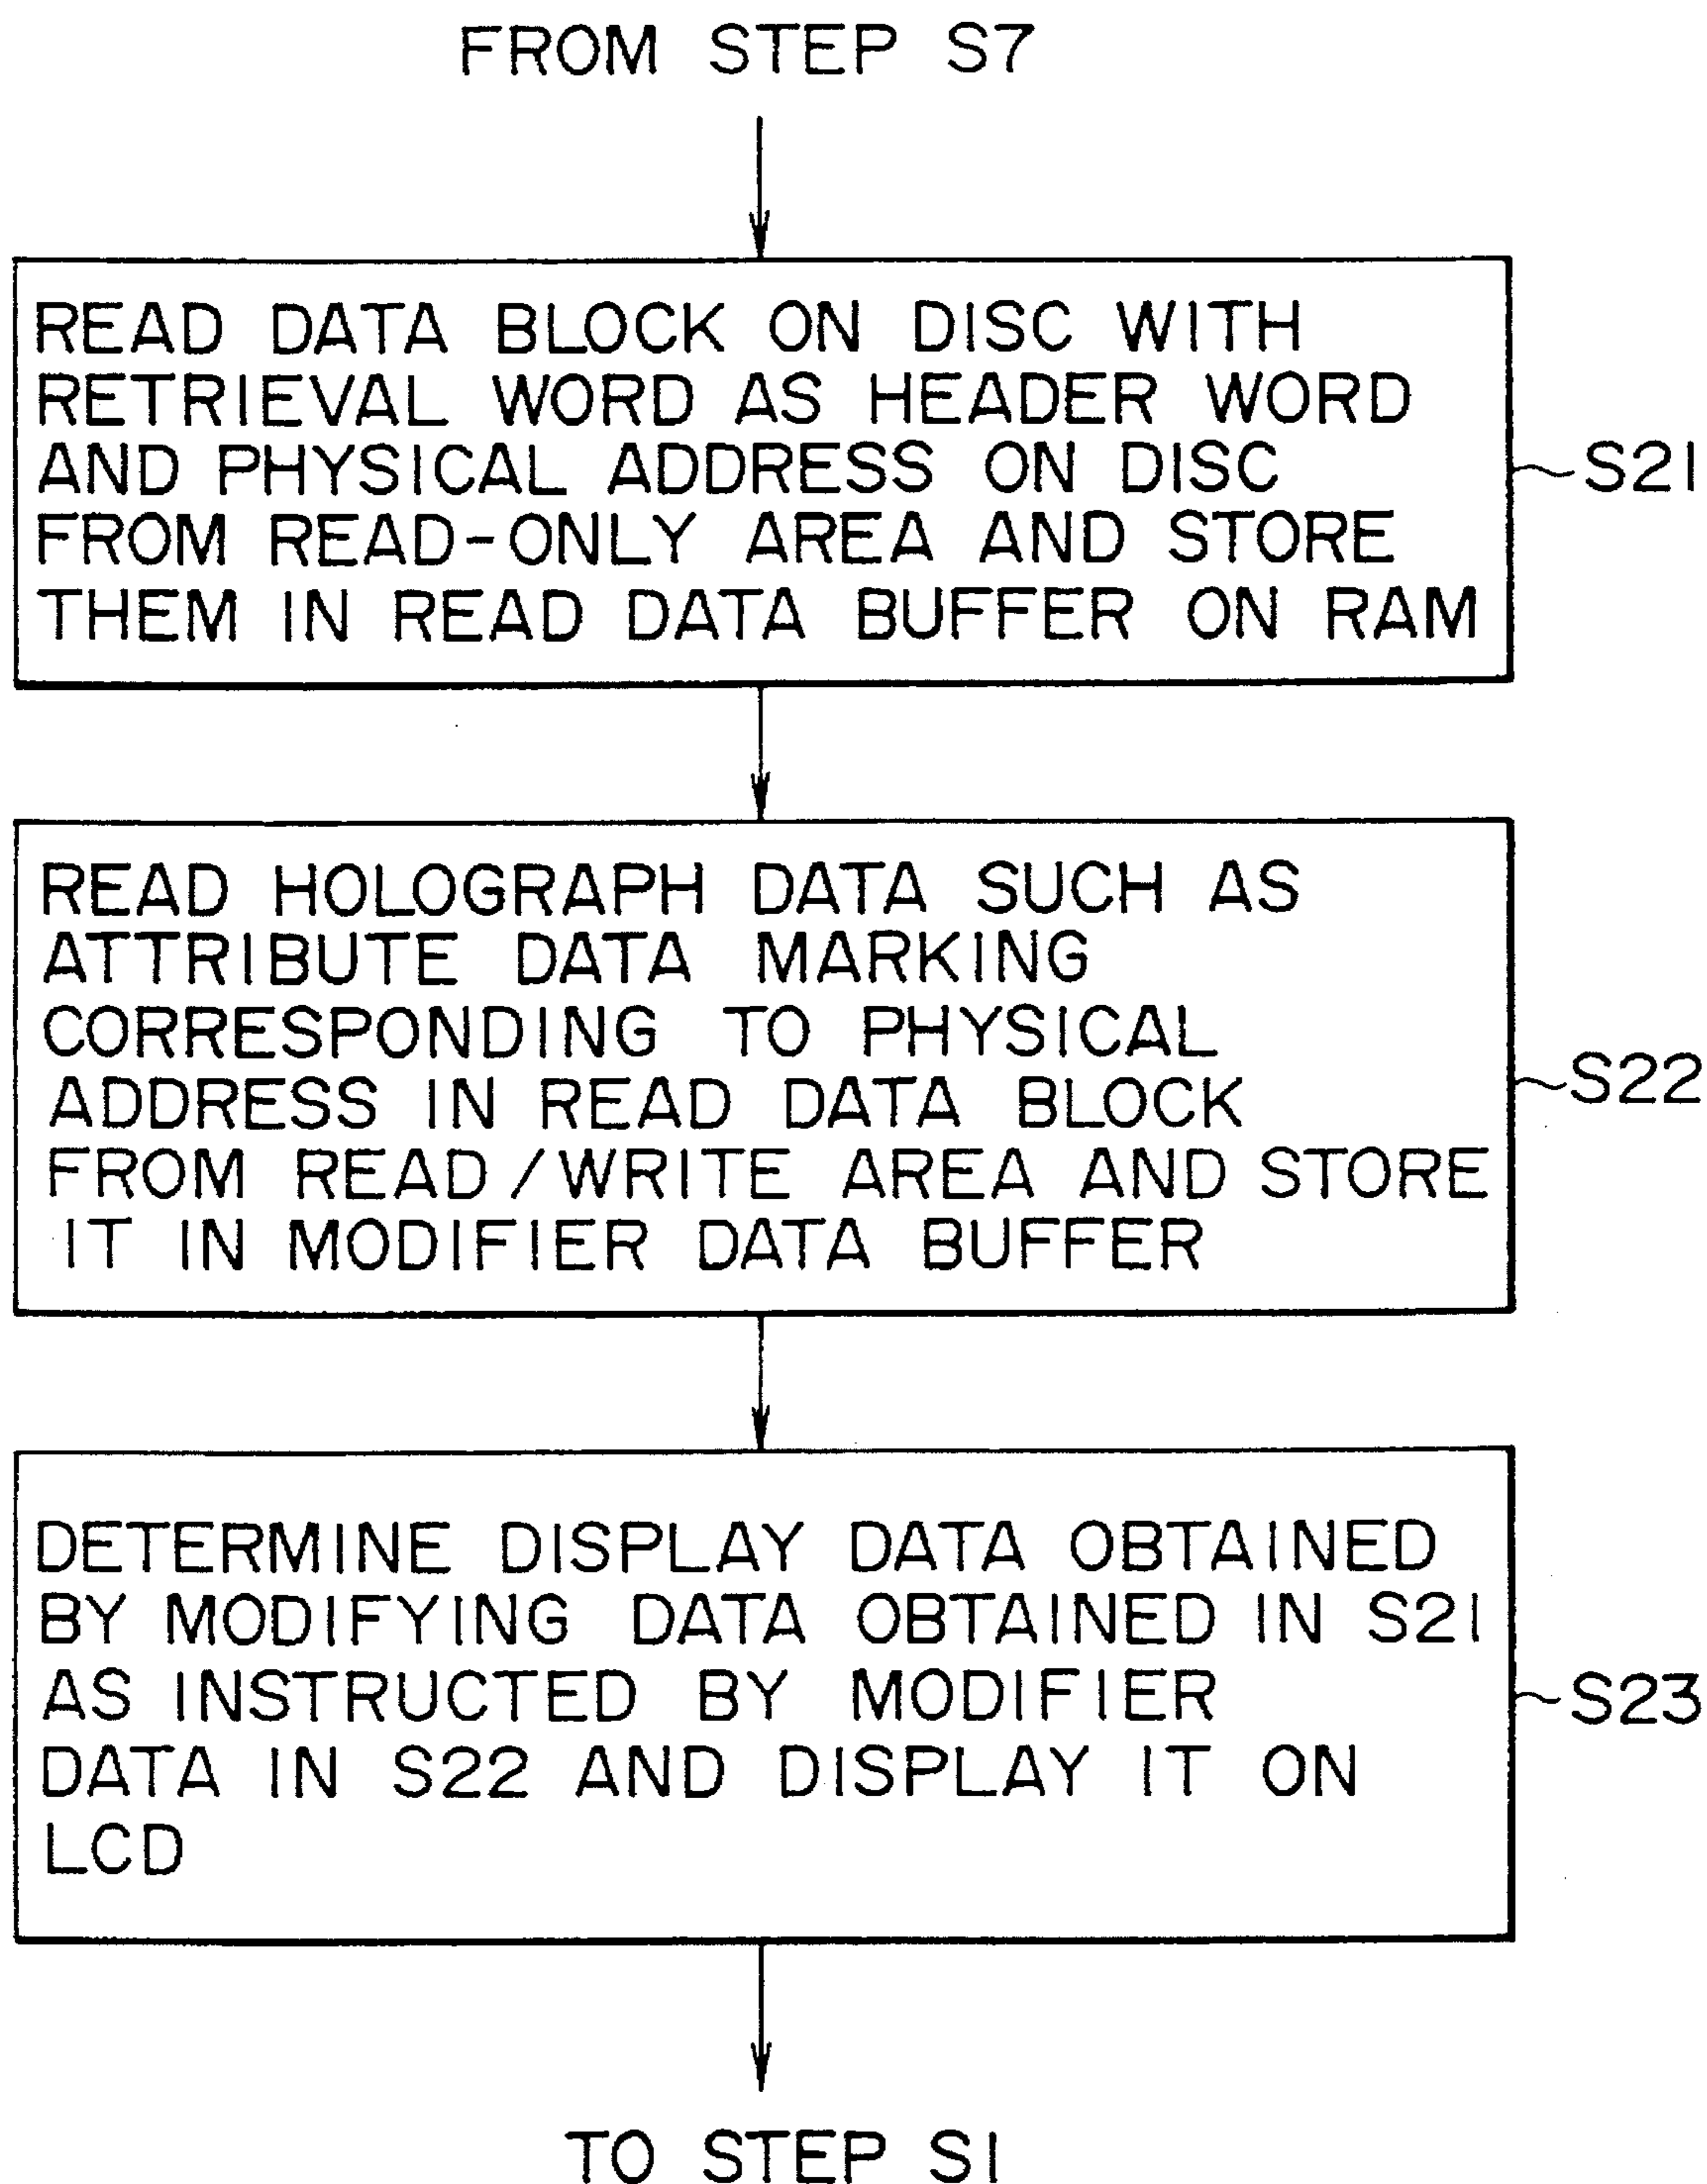 FROM STEP S7
READ DATA BLOCK ON DISC WITH
RETRIEVAL WORD AS HEADER WORD
AND PHYSICAL ADDRESS ON DISC
FROM READ-ONLY AREA AND STORE
THEM IN READ DATA BUFFER ON RAM
S21
READ HOLOGRAPH DATA SUCH AS
ATTRIBUTE DATA MARKING
CORRESPONDING TO PHYSICAL
ADDRESS IN READ DATA BLOCK
FROM READ/WRITE AREA AND STORE
IT IN MODIFIER DATA BUFFER
S22
DETERMINE DISPLAY DATA OBTAINED
BY MODIFYING DATA OBTAINED IN S21
AS INSTRUCTED BY MODIFIER
DATA IN S22 AND DISPLAY IT ON
LCD
S23
TO STEP S1